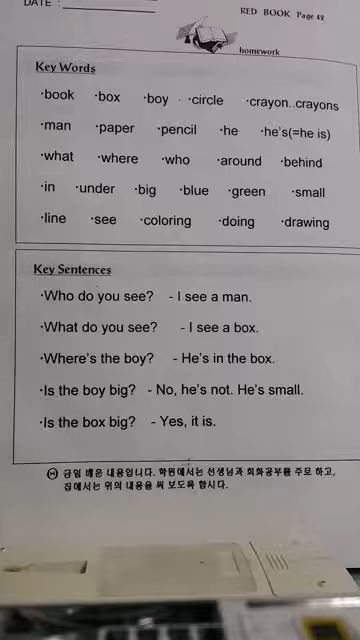 DATE :
RED BOOK Page 42
homework
Key Words
·book ·box ·boy ·circle ·crayon..crayons
·man ·paper ·pencil ·he ·he's(=he is)
·what ·where ·who ·around ·behind
·in ·under ·big ·blue ·green ·small
·line ·see ·coloring ·doing ·drawing
Key Sentences
·Who do you see? - I see a man.
·What do you see? - I see a box.
·Where's the boy? - He's in the box.
·Is the boy big? - No, he's not. He's small.
·Is the box big? - Yes, it is.
금일 배운 내용입니다. 학원에서는 선생님과 회화공부를 주로 하고,
집에서는 위의 내용을 써 보도록 합시다.